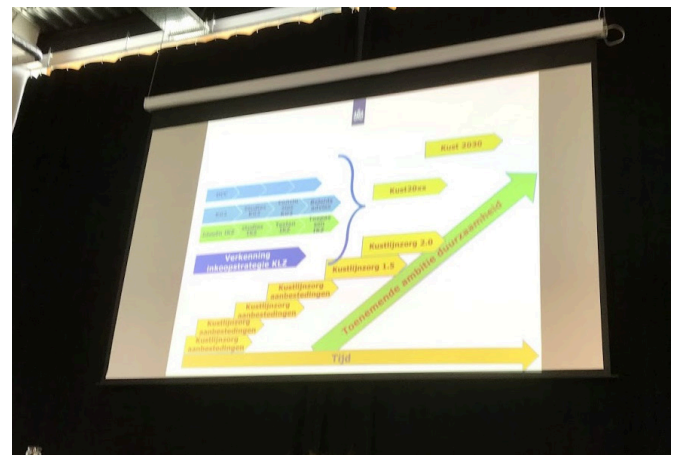 Kust 2030
Kust20xx
Kustlijnzorg 2.0
Kustlijnzorg 1.5
Verkenning
Inkoopstrategie KLZ
Kustlijnzorg
aanbestedingen
Kustlijnzorg
aanbestedingen
Kustlijnzorg
aanbestedingen
Kustlijnzorg
aanbestedingen
Toenemende ambitie duurzaamheid
Tijd